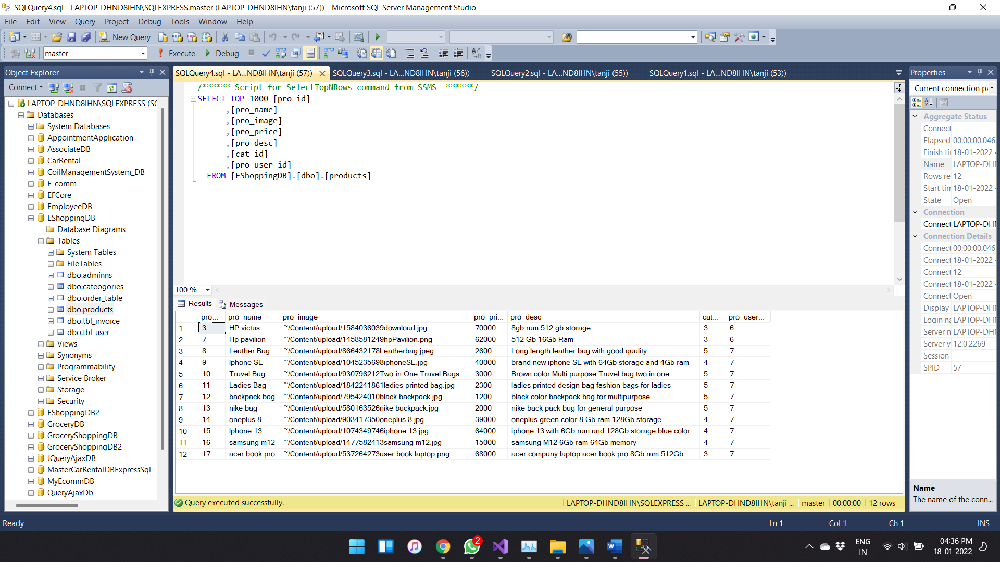 SQLQuery4.sql - LAPTOP-DHND8IHN\SQLEXPRESS.master (LAPTOP-DHND8IHN\tanji (57)) - Microsoft SQL Server Management Studio
File Edit View Query Project Debug Tools Window Help
New Query
master Execute Debug
Object Explorer
Connect
LAPTOP-DHND8IHN\SQLEXPRESS (SC
Databases
System Databases
AppointmentApplication
AssociateDB
CarRental
CoilManagementSystem_DB
E-comm
EFCore
EmployeeDB
EShoppingDB
Database Diagrams
Tables
System Tables
FileTables
dbo.adminns
dbo.cateogories
dbo.order_table
dbo.products
dbo.tbl_invoice
dbo.tbl_user
Views
Synonyms
Programmability
Service Broker
Storage
Security
EShoppingDB2
GroceryDB
GroceryShoppingDB
GroceryShoppingDB2
JQueryAjaxDB
MasterCarRentalDBExpressSql
MyEcommDB
QueryAjaxDb
SQLQuery4.sql - LA...ND8IHN\tanji (57)) SQLQuery3.sql - LA...ND8IHN\tanji (56)) SQLQuery2.sql - LA...ND8IHN\tanji (55)) SQLQuery1.sql - LA...ND8IHN\tanji (53))
/****** Script for SelectTopNRows command from SSMS ******/
SELECT TOP 1000 [pro_id]
,[pro_name]
,[pro_image]
,[pro_price]
,[pro_desc]
,[cat_id]
,[pro_user_id]
FROM [EShoppingDB].[dbo].[products]
100 %
Results Messages
pro... pro_name pro_image pro_pri... pro_desc cat... pro_user...
1 3 HP victus ~/Content/upload/1584036039download.jpg 70000 8gb ram 512 gb storage 3 6
2 7 Hp pavilion ~/Content/upload/1458581249hpPavilion.png 62000 512 Gb 16Gb Ram 3 6
3 8 Leather Bag ~/Content/upload/866432178Leatherbag.jpeg 2600 Long length leather bag with good quality 5 7
4 9 Iphone SE ~/Content/upload/1045235698iphoneSE.jpg 40000 brand new iphone SE with 64Gb storage and 4Gb ram 4 7
5 10 Travel Bag ~/Content/upload/930796212Two-in One Travel Bags... 3000 Brown color Multi purpose Travel bag two in one 5 7
6 11 Ladies Bag ~/Content/upload/1842241861ladies printed bag.jpg 2300 ladies printed design bag fashion bags for ladies 5 7
7 12 backpack bag ~/Content/upload/795424010black backpack.jpg 1200 black color backpack bag for multipurpose 5 7
8 13 nike bag ~/Content/upload/580163526nike backpack.jpg 2000 nike back pack bag for general purpose 5 7
9 14 oneplus 8 ~/Content/upload/903417350oneplus 8.jpg 39000 oneplus green color 8 Gb ram 128Gb storage 4 7
10 15 Iphone 13 ~/Content/upload/1074349746iphone 13.jpg 64000 iphone 13 with 6Gb ram and 128Gb storage blue color 4 7
11 16 samsung m12 ~/Content/upload/1477582413samsung m12.jpg 15000 samsung M12 6Gb ram 64Gb memory 4 7
12 17 acer book pro ~/Content/upload/537264273aser book laptop.png 68000 acer company laptop acer book pro 8Gb ram 512Gb ... 3 7
Query executed successfully. LAPTOP-DHND8IHN\SQLEXPRESS ... LAPTOP-DHND8IHN\tanji ... master 00:00:00 12 rows
Properties
Current connection pa
Aggregate Status
Connect
Elapsed 00:00:00.046
Finish ti 18-01-2022 4
Name LAPTOP-DHN
Rows re 12
Start tim 18-01-2022 4
State Open
Connection
Connect LAPTOP-DHN
Connection Details
Connect 00:00:00.046
Connect 18-01-2022 4
Connect 12
Connect 18-01-2022 4
Connect Open
Display LAPTOP-DHN
Login na LAPTOP-DHN
Server n LAPTOP-DHN
Server v 12.0.2269
Session
SPID 57
Name
The name of the conn...
Ready Ln 1 Col 1 Ch 1 INS
2
ENG
IN
04:36 PM
18-01-2022